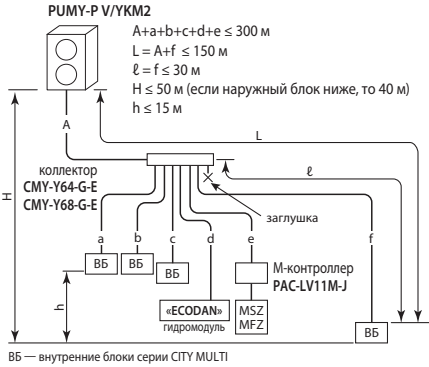 PUMY-P V/YKM2
A+a+b+c+d+e ≤ 300 м
L = A+f ≤ 150 м
ℓ = f ≤ 30 м
H ≤ 50 м (если наружный блок ниже, то 40 м)
h ≤ 15 м
A
L
H
коллектор
CMY-Y64-G-E
CMY-Y68-G-E
ℓ
заглушка
a
b
c
d
e
f
h
ВБ
ВБ
ВБ
М-контроллер
PAC-LV11M-J
«ECODAN»
гидромодуль
MSZ
MFZ
ВБ
ВБ — внутренние блоки серии CITY MULTI